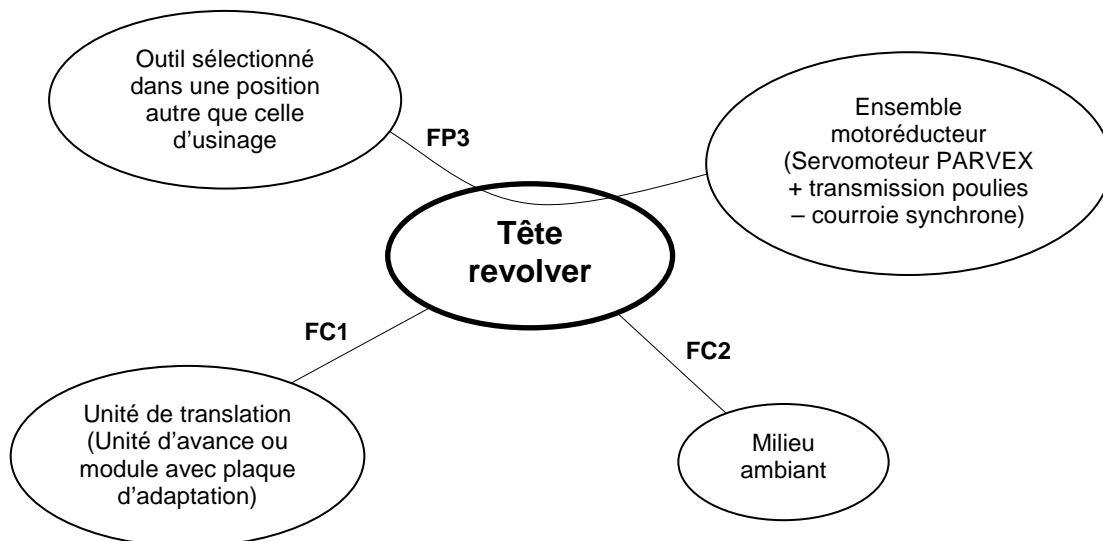 Outil sélectionné
dans une position
autre que celle
d’usinage
FP3
Ensemble
motoréducteur
(Servomoteur PARVEX
+ transmission poulies
– courroie synchrone)
Tête
revolver
FC1
FC2
Unité de translation
(Unité d’avance ou
module avec plaque
d’adaptation)
Milieu
ambiant